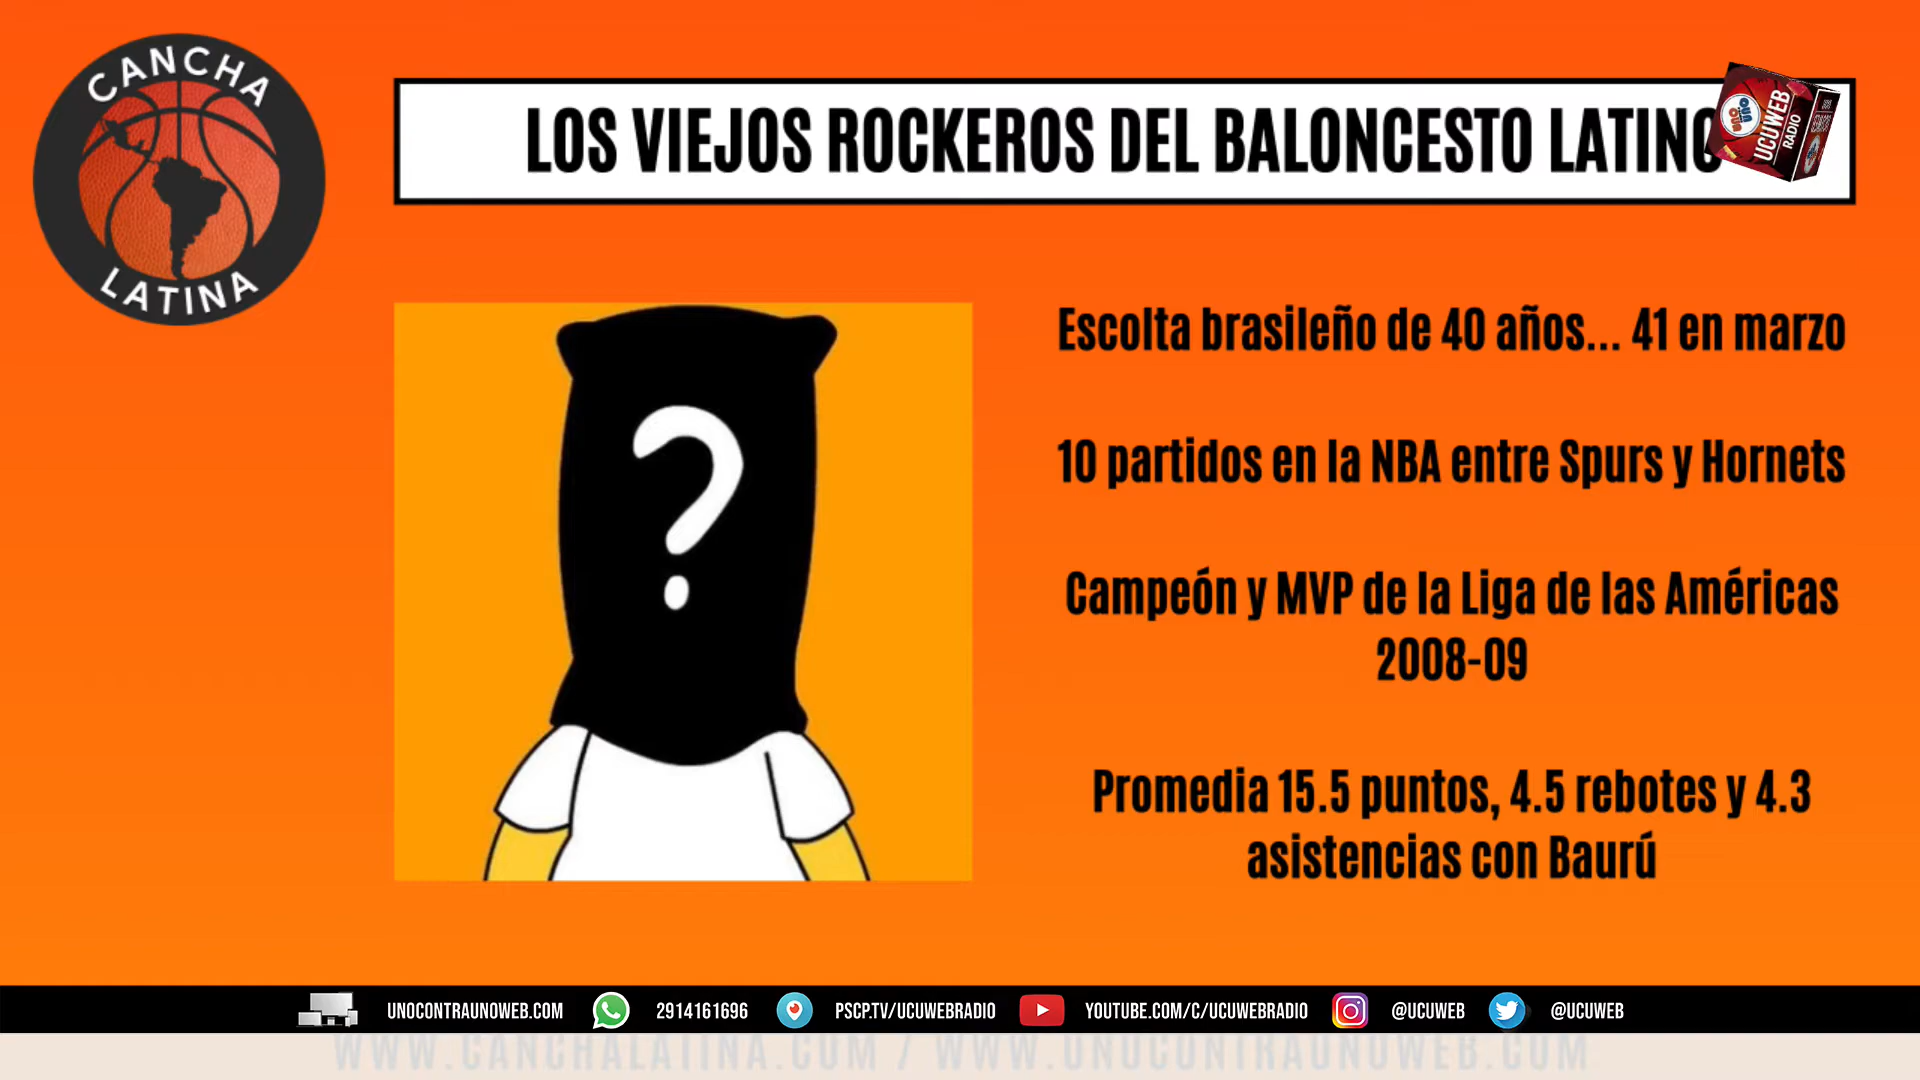 CANCHA
LATINA
LOS VIEJOS ROCKEROS DEL BALONCESTO LATINO
UNO
UNO
UCUWEB
RADIO
?
Escolta brasileño de 40 años... 41 en marzo
10 partidos en la NBA entre Spurs y Hornets
Campeón y MVP de la Liga de las Américas
2008-09
Promedia 15.5 puntos, 4.5 rebotes y 4.3
asistencias con Baurú
UNOCONTRAUNOWEB.COM 2914161696 PSCP.TV/UCUWEBRADIO YOUTUBE.COM/C/UCUWEBRADIO @UCUWEB @UCUWEB
WWW.CANCHALATINA.COM / WWW.UNOCONTRAUNOWEB.COM